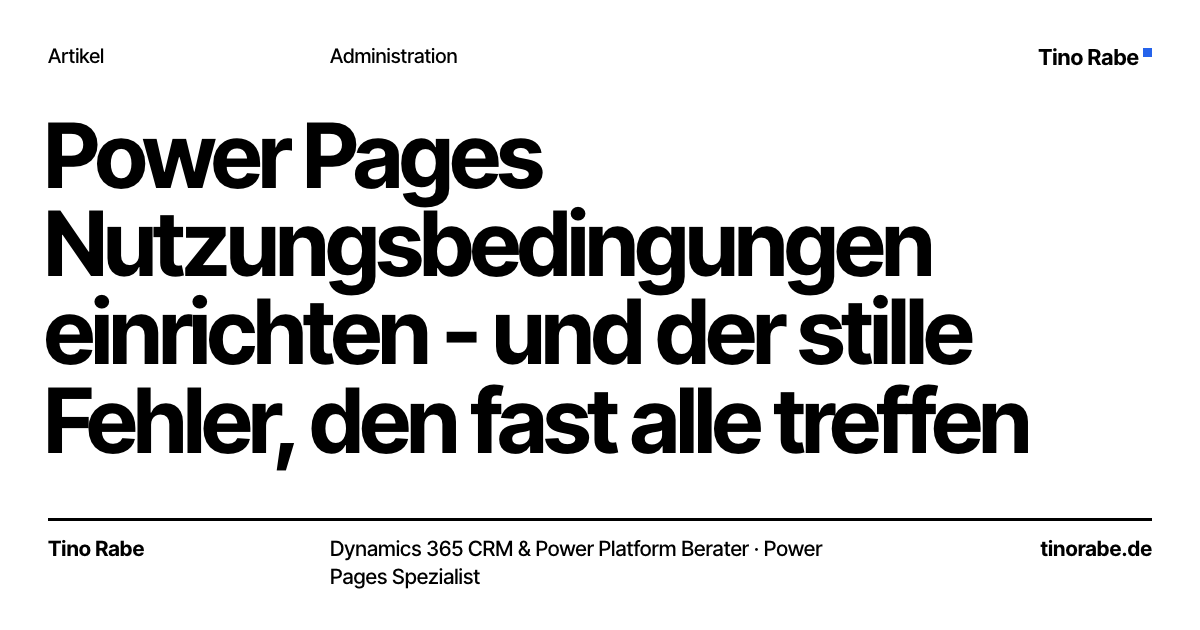 Artikel
Administration
Tino Rabe
Power Pages
Nutzungsbedingungen
einrichten - und der stille
Fehler, den fast alle treffen
Tino Rabe
Dynamics 365 CRM & Power Platform Berater · Power
Pages Spezialist
tinorabe.de